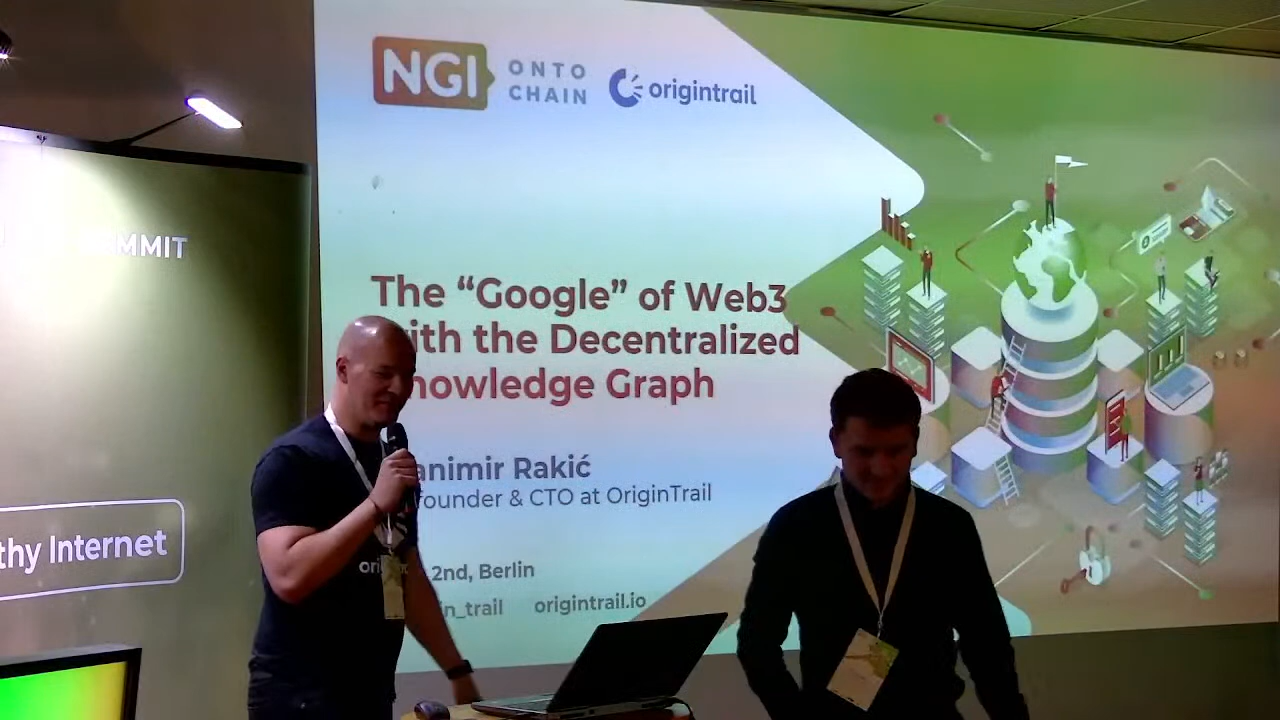 NGI
ONTO
CHAIN
origintrail
The “Google” of Web3
ith the Decentralized
nowledge Graph
animir Rakić
founder & CTO at OriginTrail
2nd, Berlin
in_trail origintrail.io
MMIT
thy Internet
ori